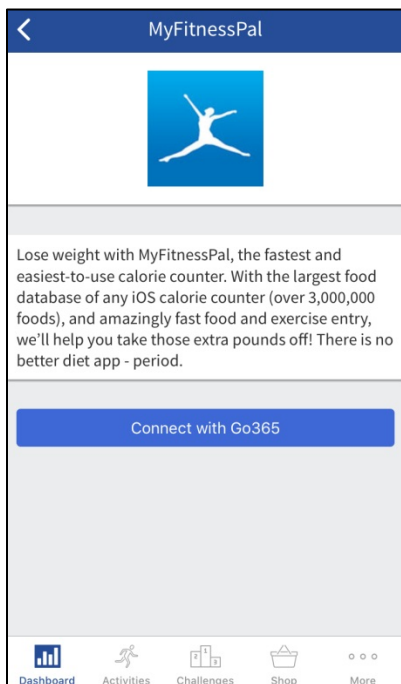 MyFitnessPal
Lose weight with MyFitnessPal, the fastest and
easiest-to-use calorie counter. With the largest food
database of any iOS calorie counter (over 3,000,000
foods), and amazingly fast food and exercise entry,
we'll help you take those extra pounds off! There is no
better diet app - period.
Connect with Go365
2 1 3
Dashboard Activities Challenges Shop More